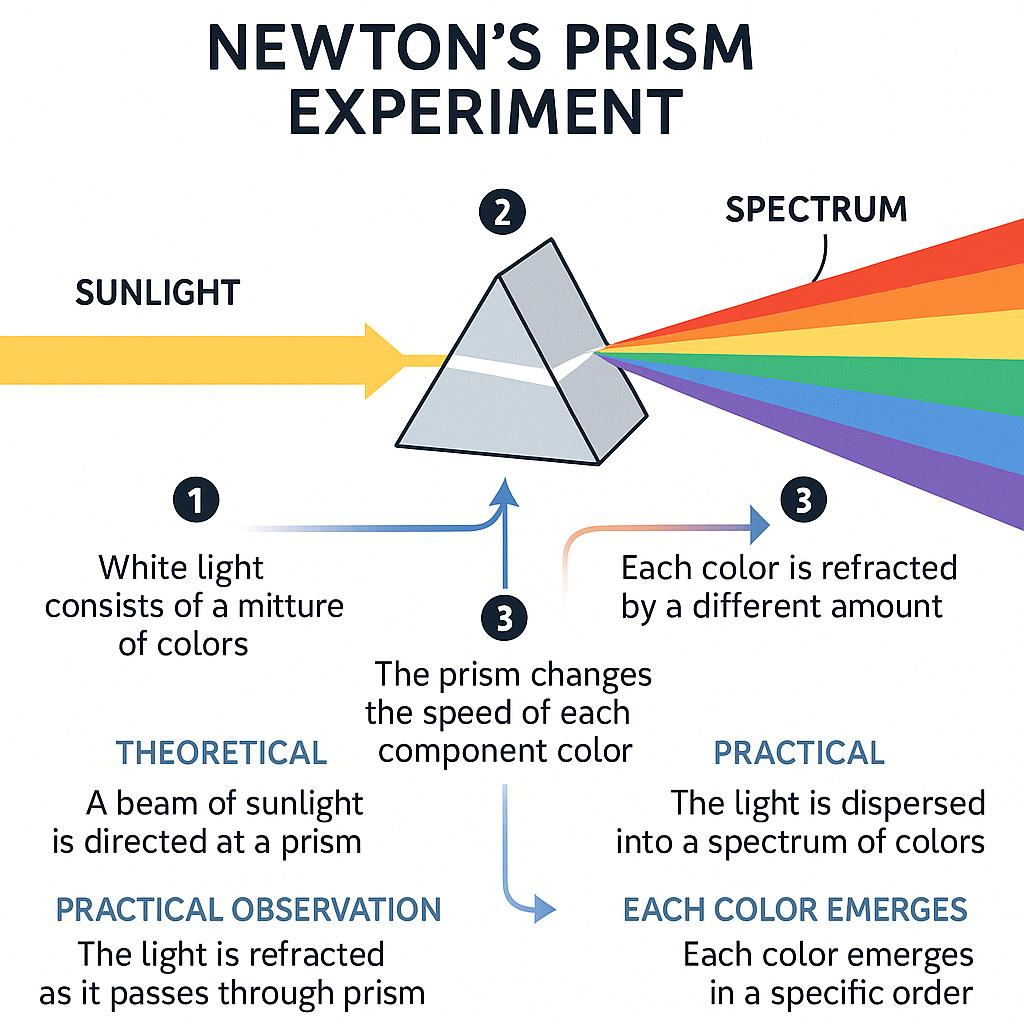 NEWTON'S PRISM
EXPERIMENT
2
SPECTRUM
SUNLIGHT
1
White light
consists of a mitture
of colors
3
Each color is refracted
by a different amount
3
The prism changes
the speed of each
component color
THEORETICAL
A beam of sunlight
is directed at a prism
PRACTICAL
The light is dispersed
into a spectrum of colors
PRACTICAL OBSERVATION
The light is refracted
as it passes through prism
EACH COLOR EMERGES
Each color emerges
in a specific order